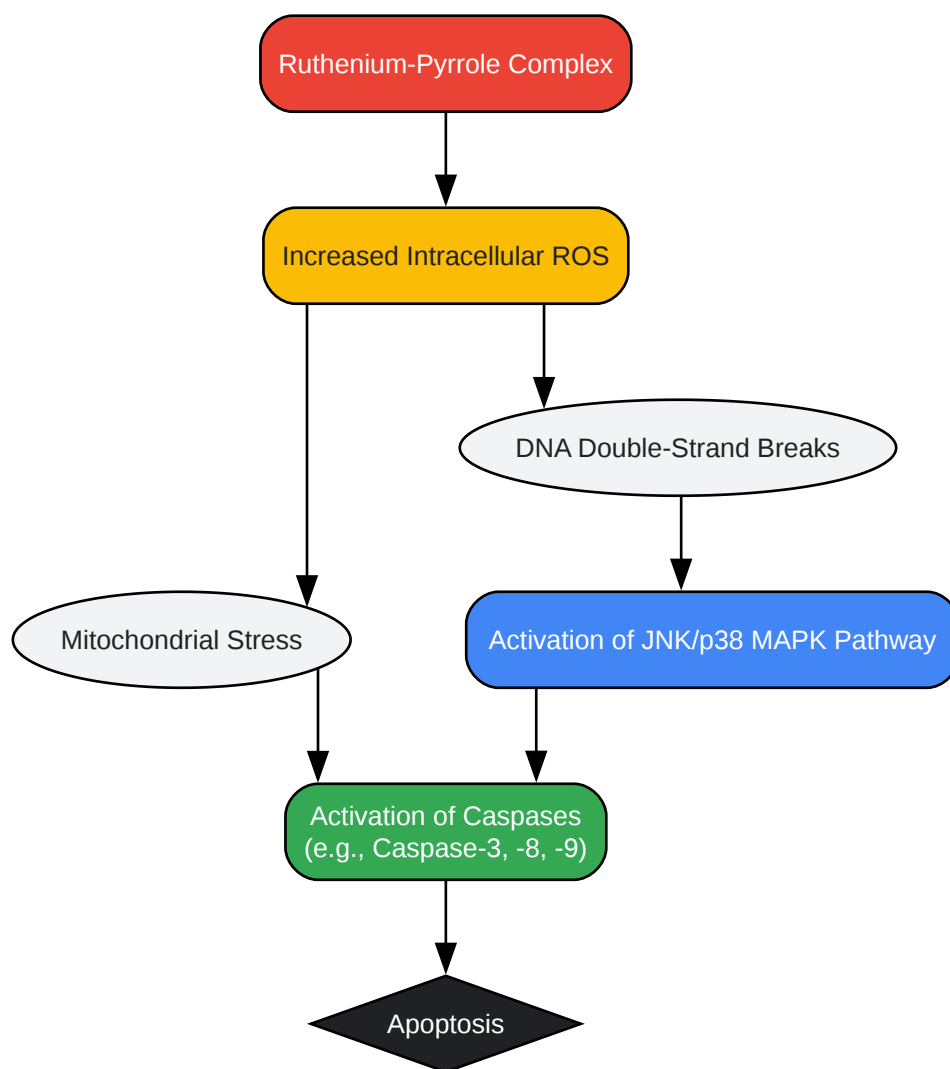 Ruthenium-Pyrrole Complex
Increased Intracellular ROS
DNA Double-Strand Breaks
Mitochondrial Stress
Activation of JNK/p38 MAPK Pathway
Activation of Caspases
(e.g., Caspase-3, -8, -9)
Apoptosis